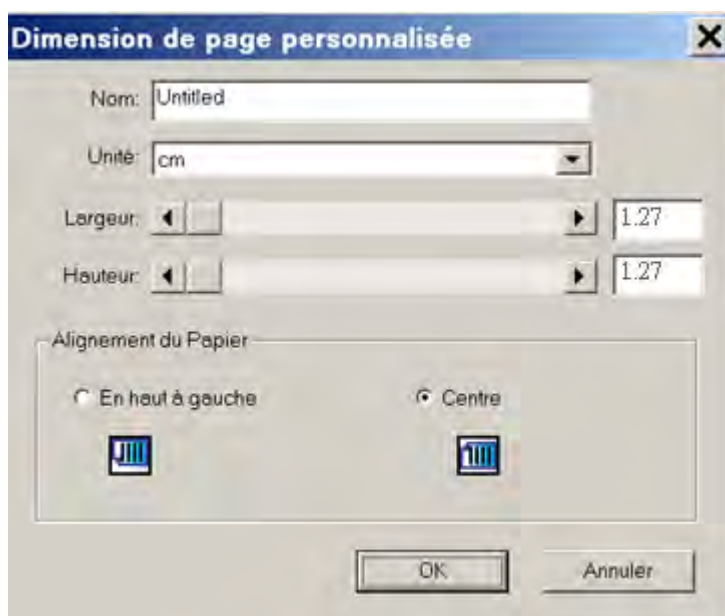 Dimension de page personnalisée
Nom: Untitled
Unité: cm
Largeur: 1.27
Hauteur: 1.27
Alignement du Papier
En haut à gauche Centre
OK Annuler